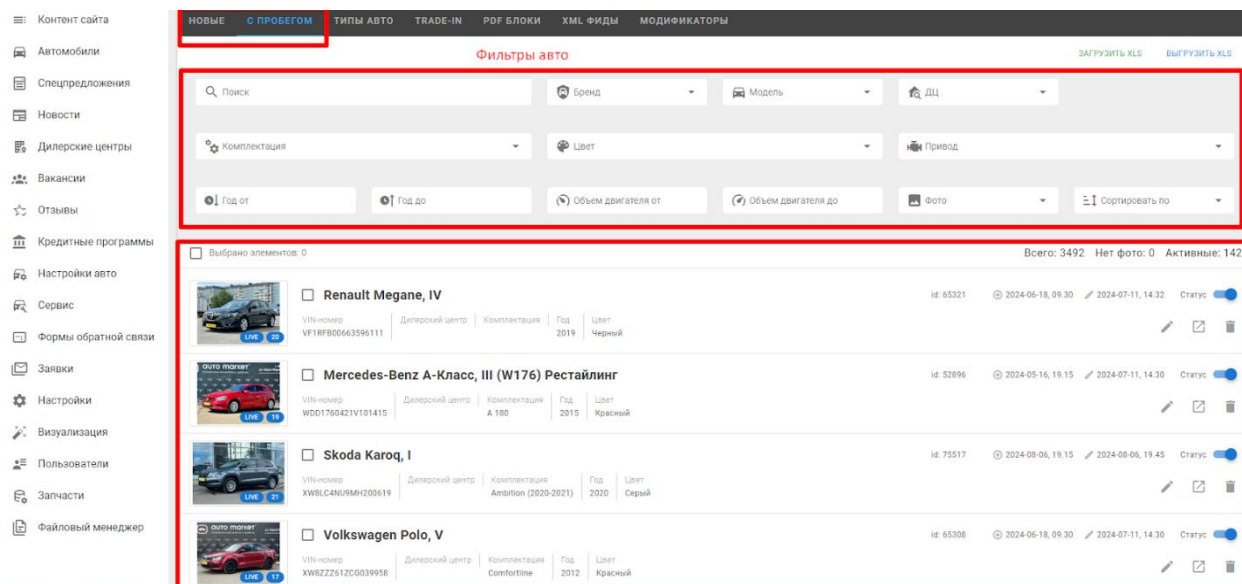 Контент сайта
Автомобили
Спецпредложения
Новости
Дилерские центры
Вакансии
Отзывы
Кредитные программы
Настройки авто
Сервис
Формы обратной связи
Заявки
Настройки
Визуализация
Пользователи
Запчасти
Файловый менеджер
НОВЫЕ С ПРОБЕГОМ ТИПЫ АВТО TRADE-IN PDF БЛОКИ XML ФИДЫ МОДИФИКАТОРЫ
Фильтры авто ЗАГРУЗИТЬ XLS ВЫГРУЗИТЬ XLS
Поиск Бренд Модель ДЦ
Комплектация Цвет Привод
Год от Год до Объем двигателя от Объем двигателя до Фото Сортировать по
Выбрано элементов: 0 Всего: 3492 Нет фото: 0 Активные: 142
Renault Megane, IV id: 65321 2024-06-18, 09.30 2024-07-11, 14.32 Статус
VIN-номер Дилерский центр Комплектация Год Цвет
VF1RFB00663596111 2019 Черный
LIVE 20
auto market
Mercedes-Benz A-Класс, III (W176) Рестайлинг id: 52896 2024-05-16, 19.15 2024-07-11, 14.30 Статус
VIN-номер Дилерский центр Комплектация Год Цвет
WDD1760421V101415 A 180 2015 Красный
LIVE 19
Skoda Karoq, I id: 75517 2024-08-06, 19.15 2024-08-06, 19.45 Статус
VIN-номер Дилерский центр Комплектация Год Цвет
XW8LC4NU9MH200619 Ambition (2020-2021) 2020 Серый
LIVE 21
auto market
Volkswagen Polo, V id: 65308 2024-06-18, 09.30 2024-07-11, 14.30 Статус
VIN-номер Дилерский центр Комплектация Год Цвет
XW8ZZZ61ZCG039958 Comfortline 2012 Красный
LIVE 17